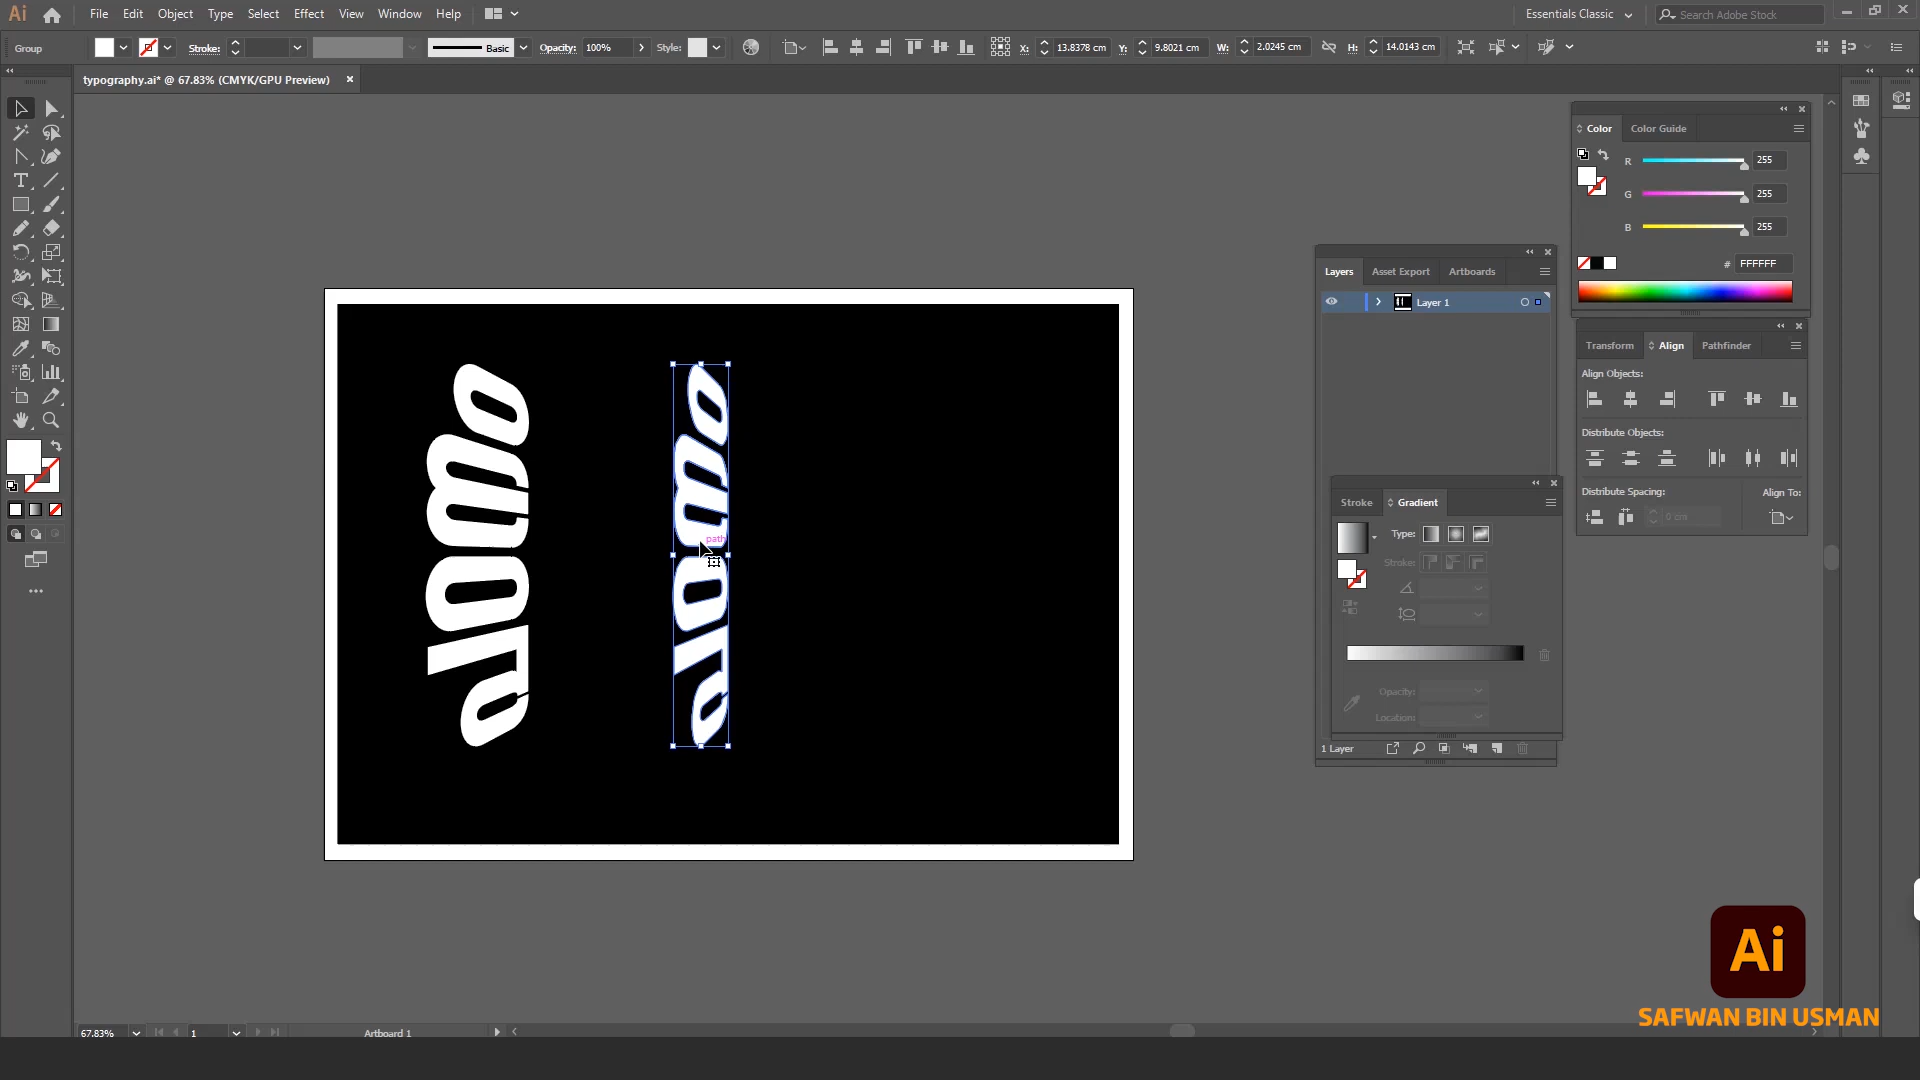 Ai
File Edit Object Type Select Effect View Window Help
Essentials Classic
Search Adobe Stock
Group
Stroke:
Basic
Opacity: 100%
Style:
X: 13.8378 cm
Y: 9.8021 cm
W: 2.0245 cm
H: 14.0143 cm
typography.ai* @ 67.83% (CMYK/GPU Preview)
Color Color Guide
R 255
G 255
B 255
# FFFFFF
Layers Asset Export Artboards
Layer 1
Transform Align Pathfinder
Align Objects:
Distribute Objects:
Distribute Spacing: Align To:
0 cm
Stroke Gradient
Type:
Stroke:
Opacity:
Location:
1 Layer
path
67.83%
1
Artboard 1
Ai
SAFWAN BIN USMAN